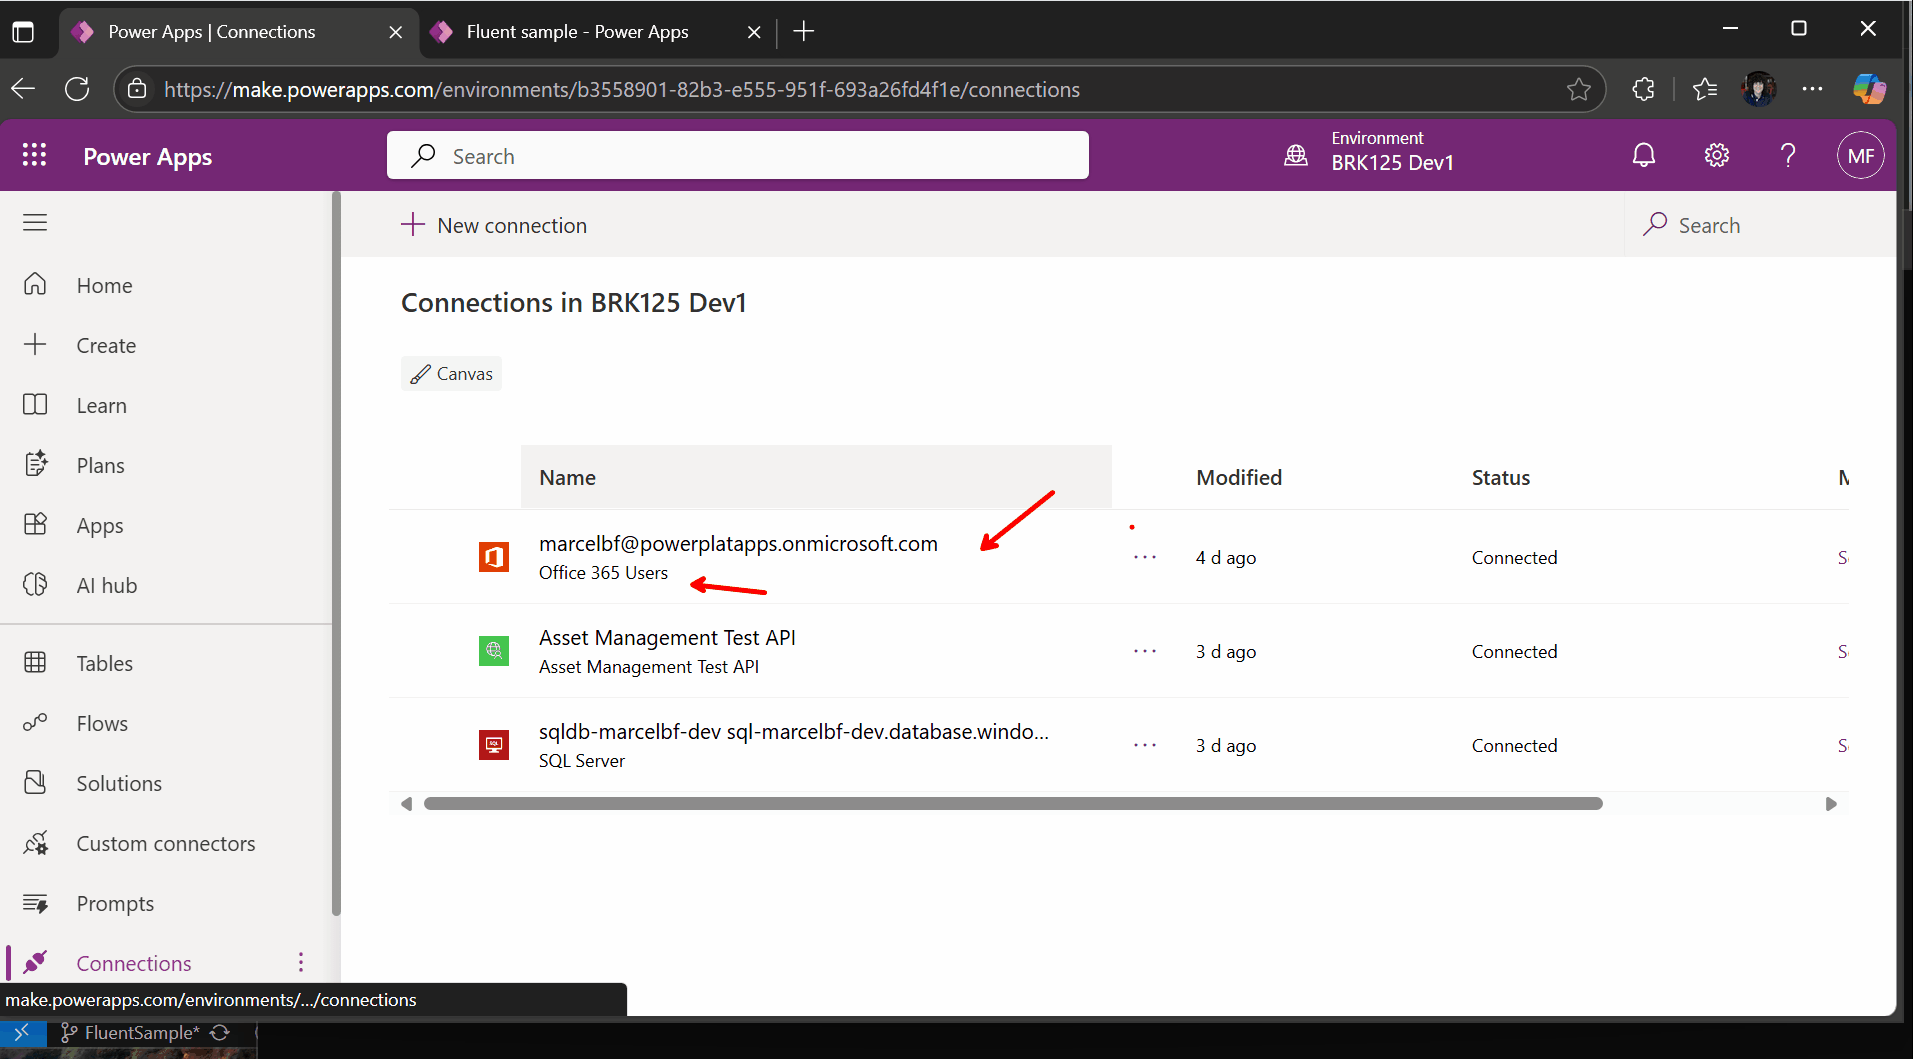 Power Apps | Connections
Fluent sample - Power Apps
https://make.powerapps.com/environments/b3558901-82b3-e555-951f-693a26fd4f1e/connections
Power Apps
Search
Environment
BRK125 Dev1
MF
New connection
Search
Home
Create
Learn
Plans
Apps
AI hub
Tables
Flows
Solutions
Custom connectors
Prompts
Connections
Connections in BRK125 Dev1
Canvas
Name
Modified
Status
marcelbf@powerplatapps.onmicrosoft.com
Office 365 Users
4 d ago
Connected
Asset Management Test API
Asset Management Test API
3 d ago
Connected
sqldb-marcelbf-dev sql-marcelbf-dev.database.windo...
SQL Server
3 d ago
Connected
make.powerapps.com/environments/.../connections
FluentSample*